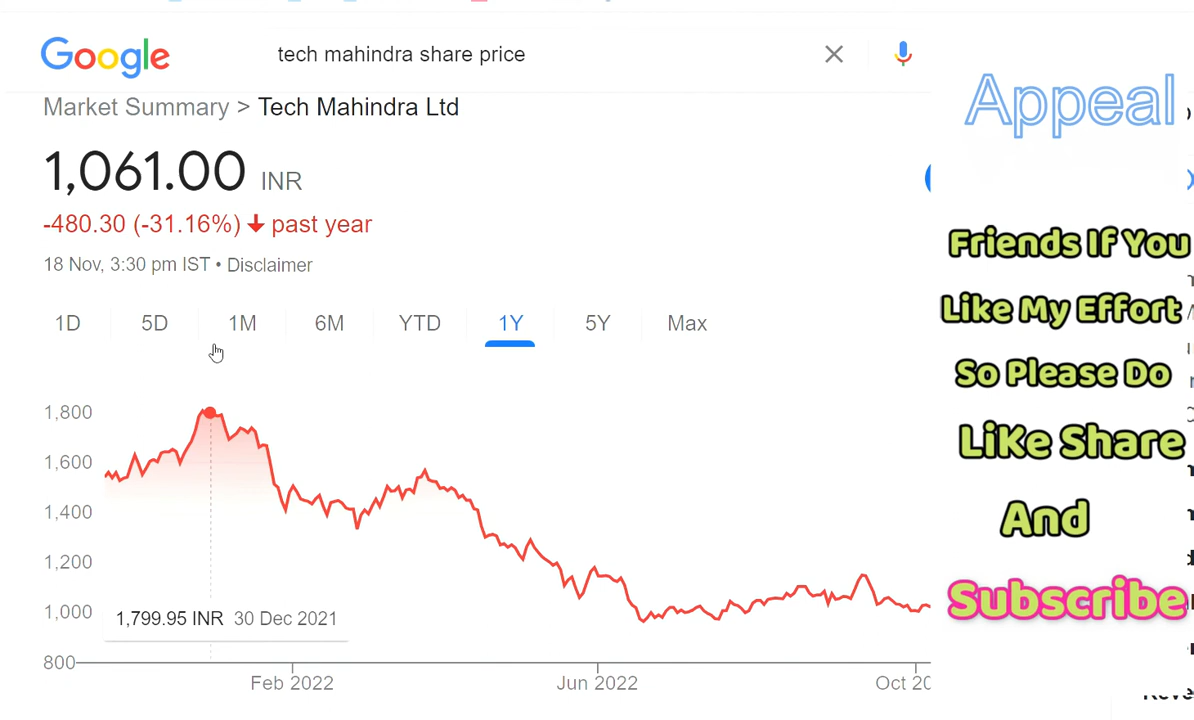 Google
tech mahindra share price
Market Summary > Tech Mahindra Ltd
1,061.00 INR
-480.30 (-31.16%) past year
18 Nov, 3:30 pm IST • Disclaimer
1D 5D 1M 6M YTD 1Y 5Y Max
1,800
1,600
1,400
1,200
1,000
800
1,799.95 INR 30 Dec 2021
Feb 2022 Jun 2022 Oct 20
Appeal
Friends If You
Like My Effort
So Please Do
LiKe Share
And
Subscribe